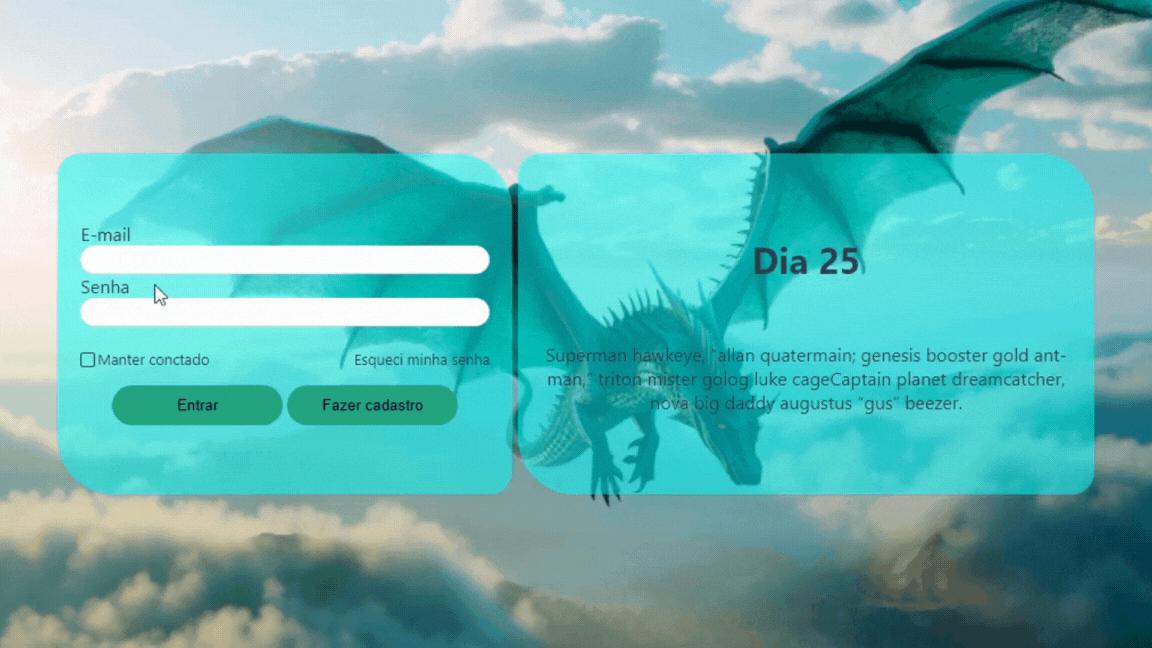 E-mail
Senha
Manter conctado
Esqueci minha senha
Entrar
Fazer cadastro
Dia 25
Superman hawkeye, "allan quatermain; genesis booster gold ant-
man," triton mister golog luke cageCaptain planet dreamcatcher,
nova big daddy augustus “gus” beezer.